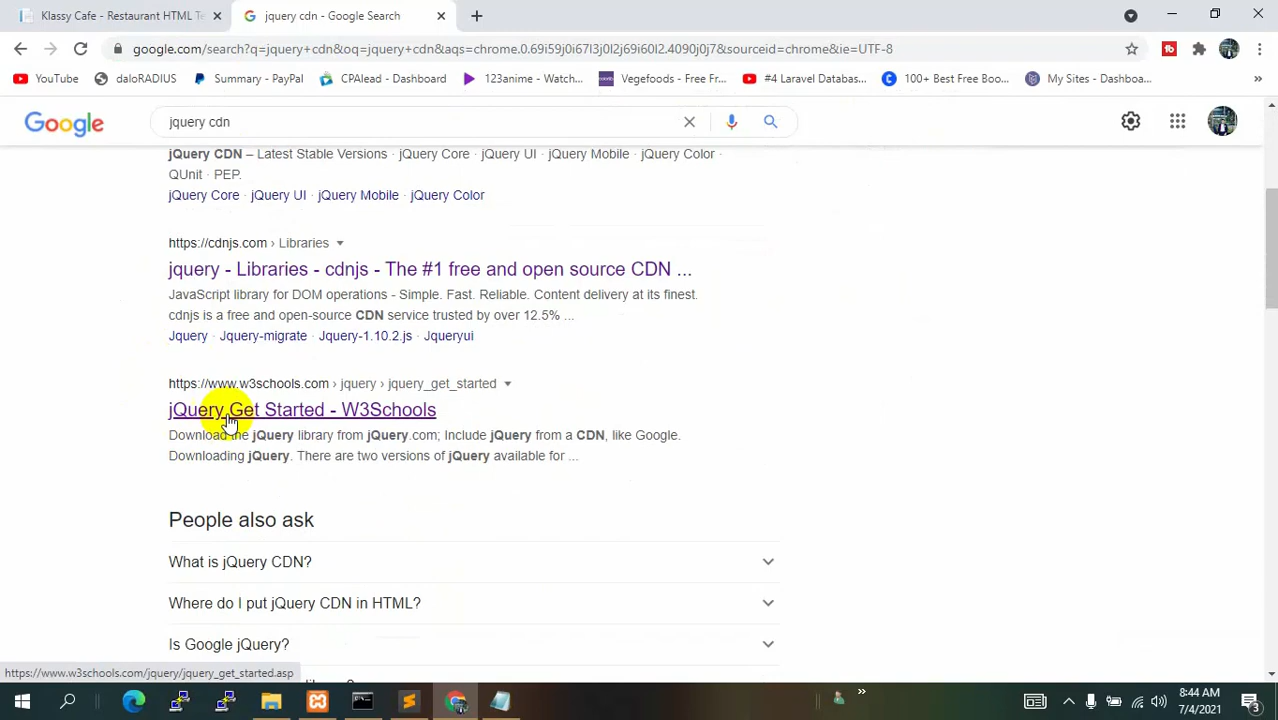 Klassy Cafe - Restaurant HTML Te
jquery cdn - Google Search
google.com/search?q=jquery+cdn&oq=jquery+cdn&aqs=chrome.0.69i59j0i67l3j0l2j69i60l2.4090j0j7&sourceid=chrome&ie=UTF-8
YouTube
daloRADIUS
Summary - PayPal
CPAlead - Dashboard
123anime - Watch...
Vegefoods - Free Fr...
#4 Laravel Databas...
100+ Best Free Boo...
My Sites - Dashboa...
Google
jquery cdn
jQuery CDN – Latest Stable Versions · jQuery Core · jQuery UI · jQuery Mobile · jQuery Color ·
QUnit · PEP.
jQuery Core · jQuery UI · jQuery Mobile · jQuery Color
https://cdnjs.com › Libraries
jquery - Libraries - cdnjs - The #1 free and open source CDN ...
JavaScript library for DOM operations - Simple. Fast. Reliable. Content delivery at its finest.
cdnjs is a free and open-source CDN service trusted by over 12.5% ...
Jquery · Jquery-migrate · Jquery-1.10.2.js · Jqueryui
https://www.w3schools.com › jquery › jquery_get_started
jQuery Get Started - W3Schools
Download the jQuery library from jQuery.com; Include jQuery from a CDN, like Google.
Downloading jQuery. There are two versions of jQuery available for ...
People also ask
What is jQuery CDN?
Where do I put jQuery CDN in HTML?
Is Google jQuery?
https://www.w3schools.com/jquery/jquery_get_started.asp
8:44 AM
7/4/2021
3